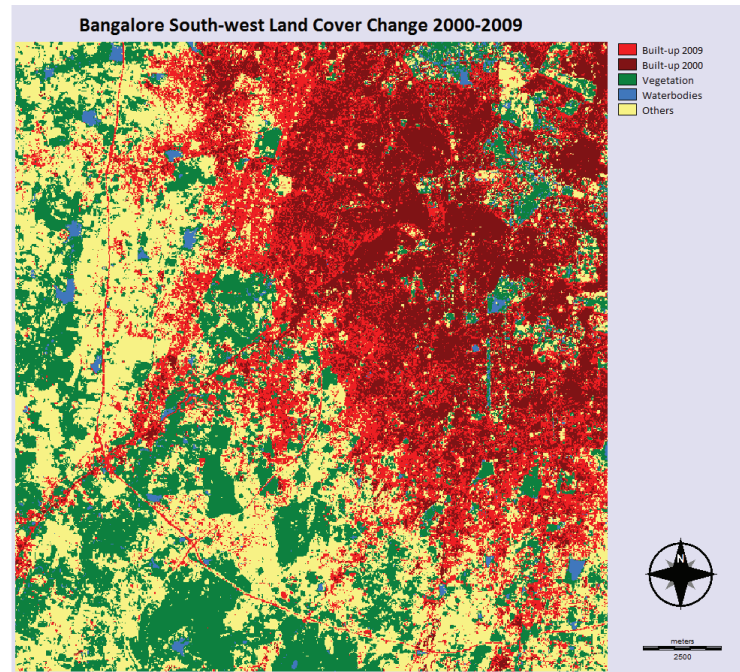 Bangalore South-west Land Cover Change 2000-2009
Built-up 2009
Built-up 2000
Vegetation
Waterbodies
Others
N
meters
2500